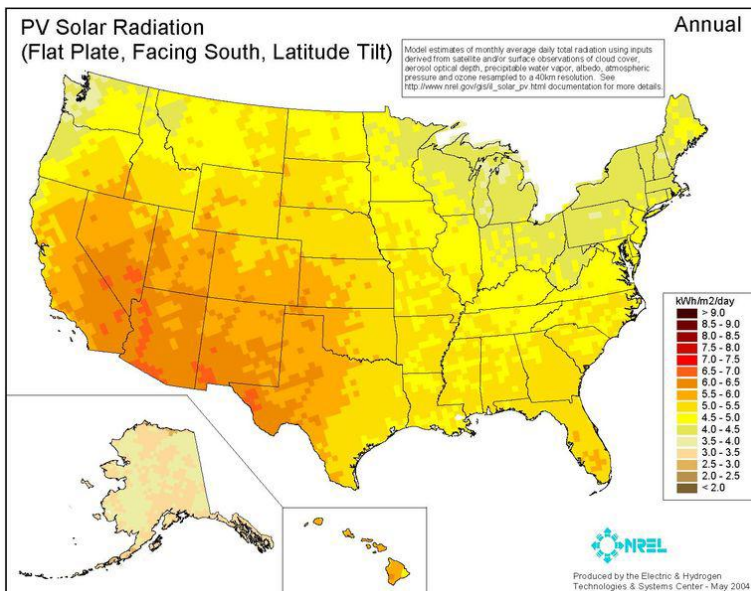 PV Solar Radiation
(Flat Plate, Facing South, Latitude Tilt)
Annual
Model estimates of monthly average daily total radiation using inputs
derived from satellite and/or surface observations of cloud cover,
aerosol optical depth, precipitable water vapor, albedo, atmospheric
pressure and ozone resampled to a 40km resolution. See
http://www.nrel.gov/gis/il_solar_pv.html documentation for more details.
kWh/m2/day
> 9.0
8.5 - 9.0
8.0 - 8.5
7.5 - 8.0
7.0 - 7.5
6.5 - 7.0
6.0 - 6.5
5.5 - 6.0
5.0 - 5.5
4.5 - 5.0
4.0 - 4.5
3.5 - 4.0
3.0 - 3.5
2.5 - 3.0
2.0 - 2.5
< 2.0
NREL
Produced by the Electric & Hydrogen
Technologies & Systems Center - May 2004